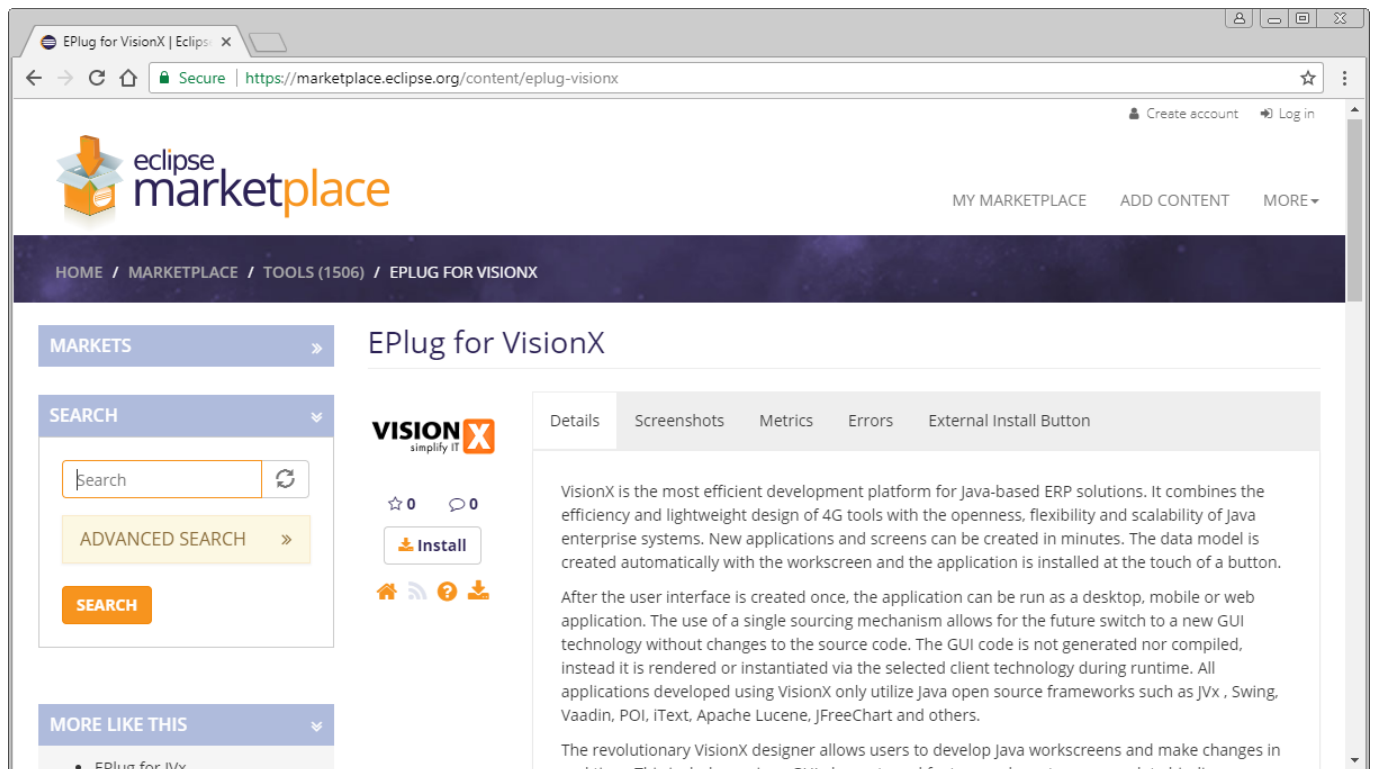 EPlug for VisionX | Eclips
Secure | https://marketplace.eclipse.org/content/eplug-visionx
Create account Log in
eclipse
marketplace
MY MARKETPLACE ADD CONTENT MORE
HOME / MARKETPLACE / TOOLS (1506) / EPLUG FOR VISIONX
MARKETS
EPlug for VisionX
SEARCH
Search
ADVANCED SEARCH
SEARCH
MORE LIKE THIS
EPlug for JVx
VISION X
simplify IT
0 0
Install
Details Screenshots Metrics Errors External Install Button
VisionX is the most efficient development platform for Java-based ERP solutions. It combines the
efficiency and lightweight design of 4G tools with the openness, flexibility and scalability of Java
enterprise systems. New applications and screens can be created in minutes. The data model is
created automatically with the workscreen and the application is installed at the touch of a button.
After the user interface is created once, the application can be run as a desktop, mobile or web
application. The use of a single sourcing mechanism allows for the future switch to a new GUI
technology without changes to the source code. The GUI code is not generated nor compiled,
instead it is rendered or instantiated via the selected client technology during runtime. All
applications developed using VisionX only utilize Java open source frameworks such as JVx , Swing,
Vaadin, POI, iText, Apache Lucene, JFreeChart and others.
The revolutionary VisionX designer allows users to develop Java workscreens and make changes in